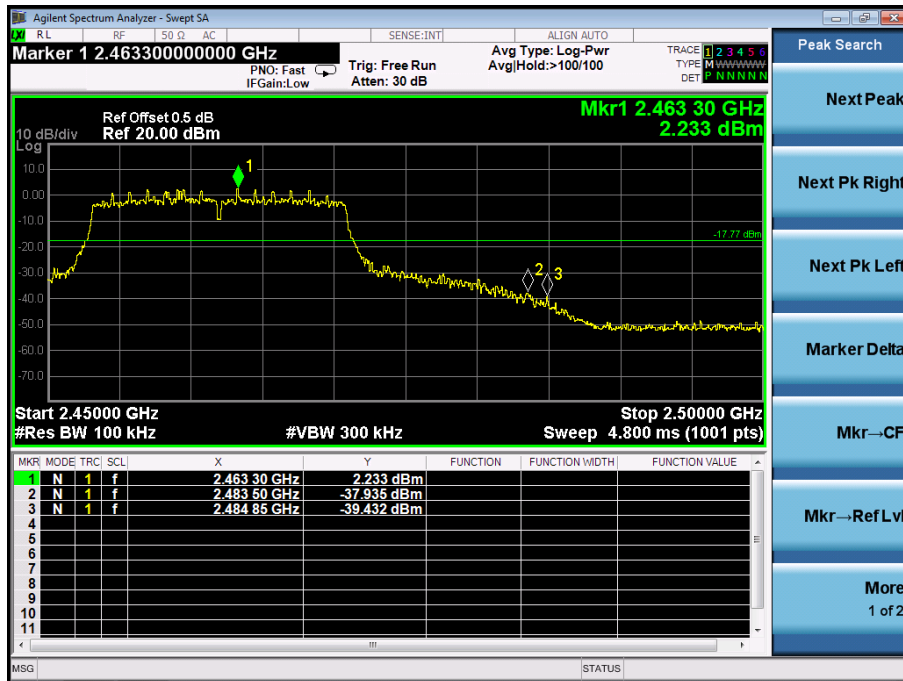 Agilent Spectrum Analyzer - Swept SA
LXI RL RF 50 Ω AC SENSE:INT ALIGN AUTO
Marker 1 2.463300000000 GHz
PNO: Fast
IFGain:Low
Trig: Free Run
Atten: 30 dB
Avg Type: Log-Pwr
Avg|Hold:>100/100
TRACE 1 2 3 4 5 6
TYPE M WWWWW
DET P N N N N N
Peak Search
Next Peak
Next Pk Right
Next Pk Left
Marker Delta
Mkr→CF
Mkr→Ref Lvl
More
1 of 2
Mkr1 2.463 30 GHz
2.233 dBm
Ref Offset 0.5 dB
10 dB/div Ref 20.00 dBm
Log
10.0
0.00
-10.0
-20.0
-30.0
-40.0
-50.0
-60.0
-70.0
1
-17.77 dBm
2 3
Start 2.45000 GHz Stop 2.50000 GHz
#Res BW 100 kHz #VBW 300 kHz Sweep 4.800 ms (1001 pts)
MKR MODE TRC SCL X Y FUNCTION FUNCTION WIDTH FUNCTION VALUE
1 N 1 f 2.463 30 GHz 2.233 dBm
2 N 1 f 2.483 50 GHz -37.935 dBm
3 N 1 f 2.484 85 GHz -39.432 dBm
4
5
6
7
8
9
10
11
MSG STATUS